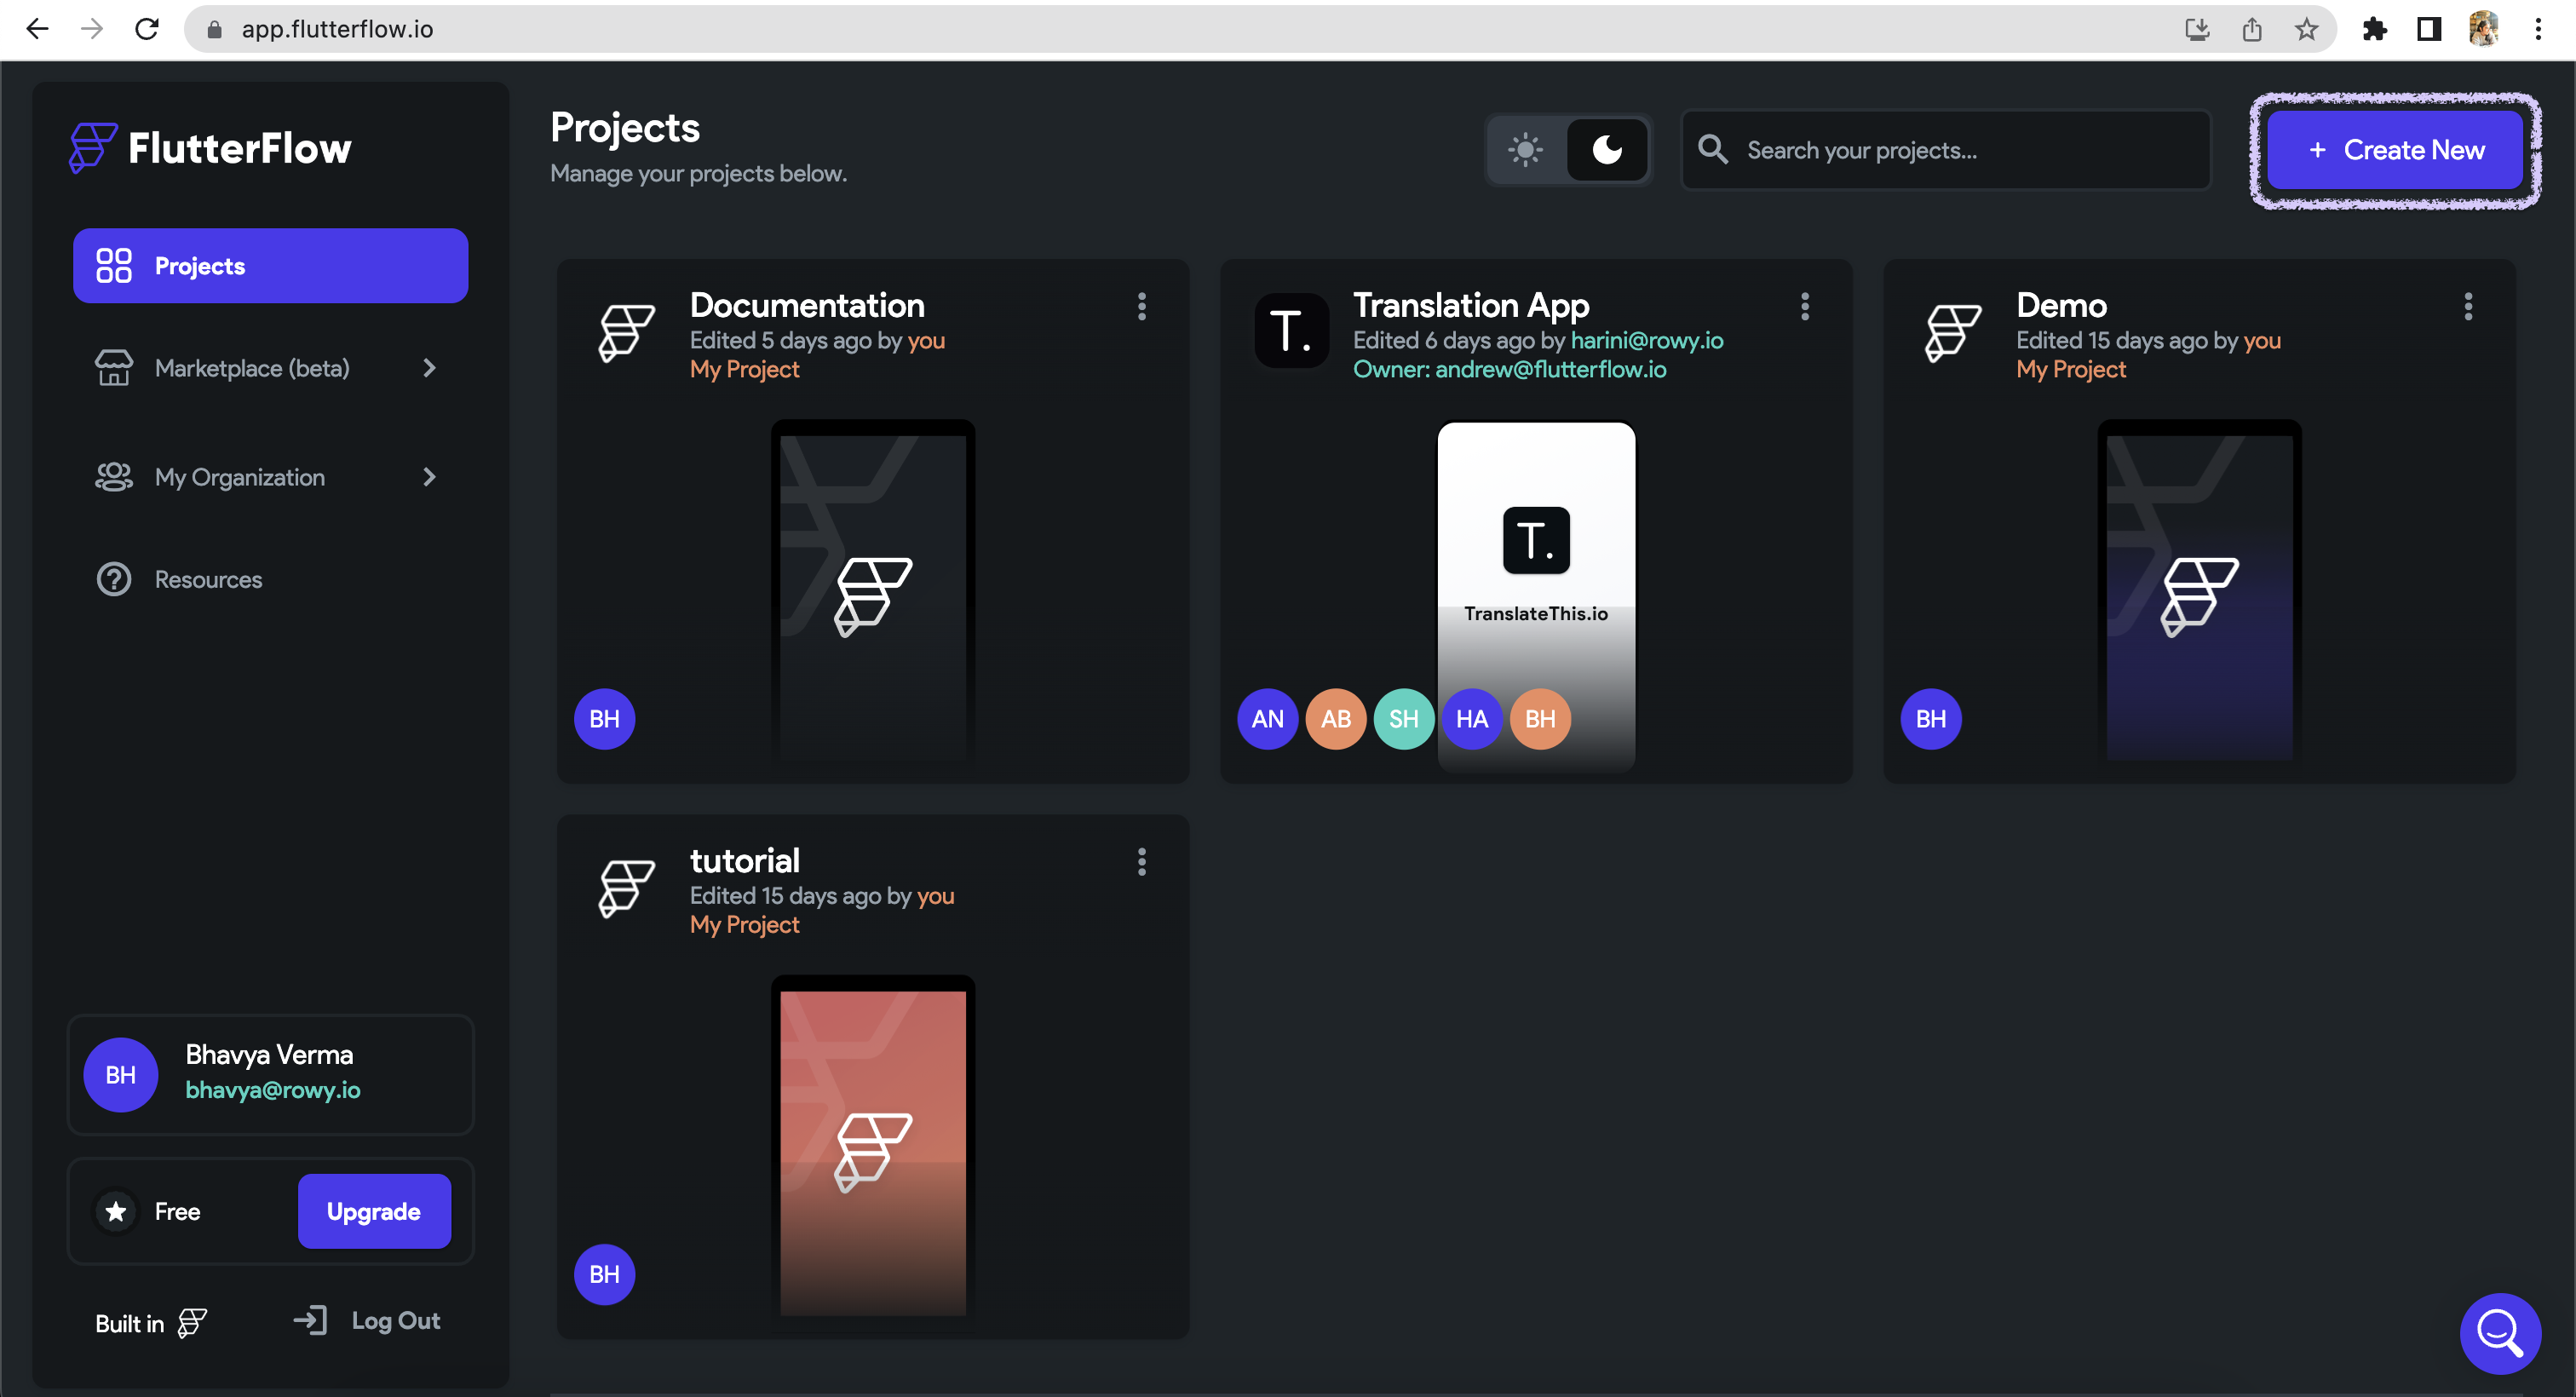 app.flutterflow.io
FlutterFlow
Projects
Marketplace (beta)
My Organization
Resources
BH
Bhavya Verma
bhavya@rowy.io
Free
Upgrade
Built in
Log Out
Projects
Manage your projects below.
Search your projects...
+ Create New
Documentation
Edited 5 days ago by you
My Project
BH
T.
Translation App
Edited 6 days ago by harini@rowy.io
Owner: andrew@flutterflow.io
T.
TranslateThis.io
AN AB SH HA BH
Demo
Edited 15 days ago by you
My Project
BH
tutorial
Edited 15 days ago by you
My Project
BH